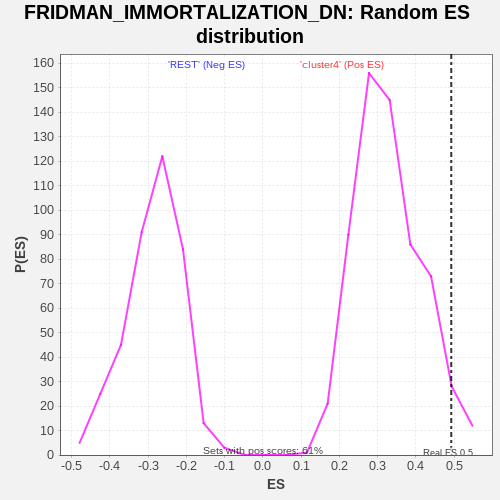 FRIDMAN_IMMORTALIZATION_DN: Random ES
distribution
'REST' (Neg ES)
'cluster4' (Pos ES)
160
150
140
130
120
110
100
90
80
70
60
50
40
30
20
10
0
P(ES)
Sets with pos scores: 61%
Real ES 0.5
-0.5 -0.4 -0.3 -0.2 -0.1 0.0 0.1 0.2 0.3 0.4 0.5
ES